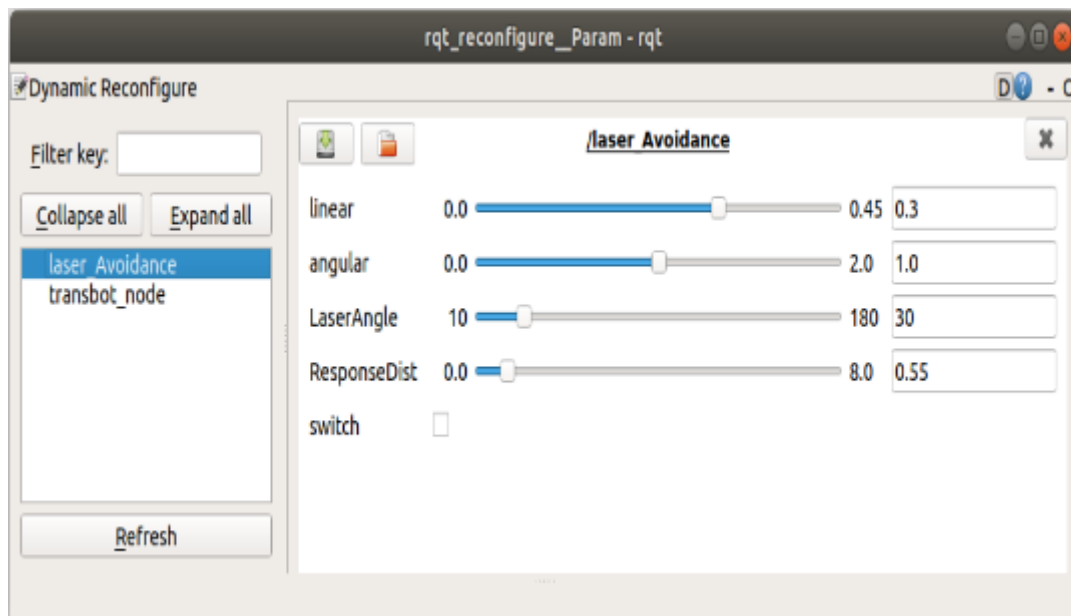 rqt_reconfigure__Param - rqt
Dynamic Reconfigure
D - O
Filter key:
Collapse all Expand all
laser_Avoidance
transbot_node
Refresh
/laser_Avoidance
linear 0.0 0.45 0.3
angular 0.0 2.0 1.0
LaserAngle 10 180 30
ResponseDist 0.0 8.0 0.55
switch